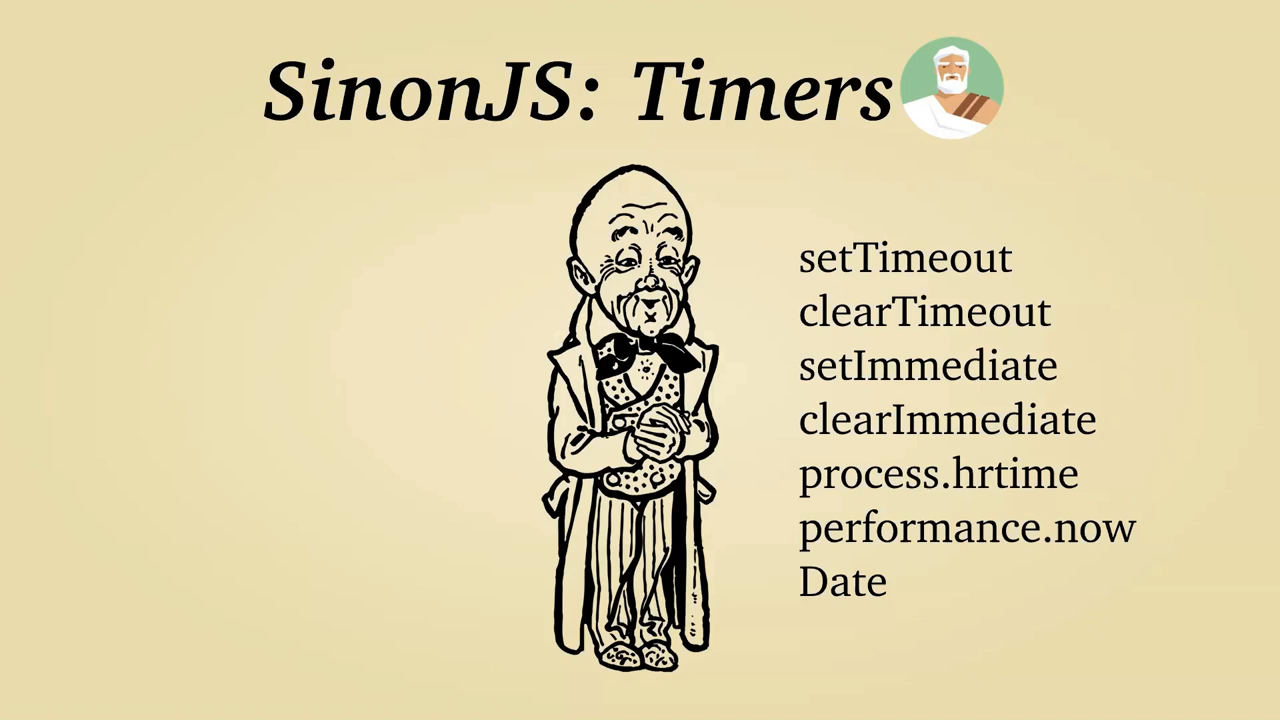 SinonJS: Timers
setTimeout
clearTimeout
setImmediate
clearImmediate
process.hrtime
performance.now
Date